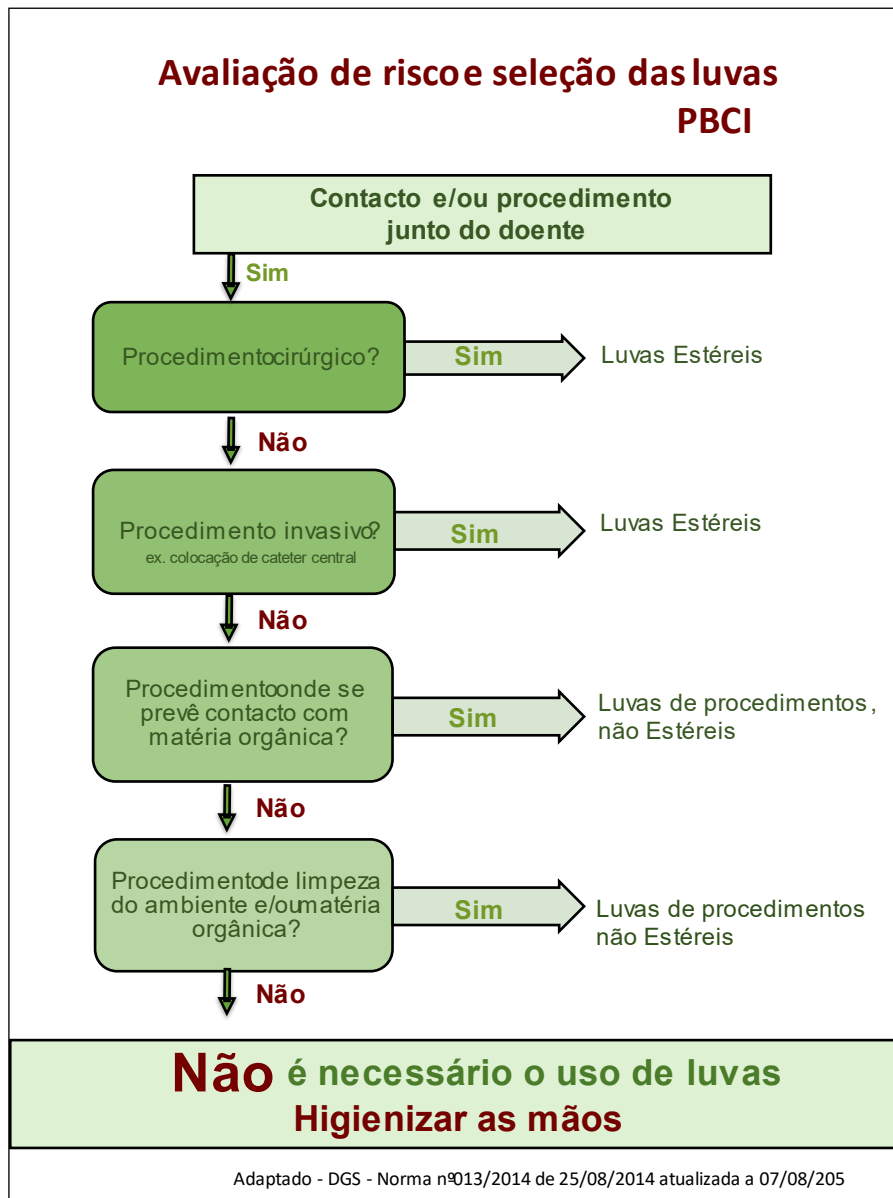 Avaliação de risco e seleção das luvas
PBCI
Contacto e/ou procedimento
junto do doente
Sim
Procedimentocirúrgico?
Sim
Luvas Estéreis
Não
Procedimento invasivo?
ex. colocação de cateter central
Sim
Luvas Estéreis
Não
Procedimentoonde se
prevê contacto com
matéria orgânica?
Sim
Luvas de procedimentos,
não Estéreis
Não
Procedimentode limpeza
do ambiente e/oumatéria
orgânica?
Sim
Luvas de procedimentos
não Estéreis
Não
Não é necessário o uso de luvas
Higienizar as mãos
Adaptado - DGS - Norma nº013/2014 de 25/08/2014 atualizada a 07/08/205